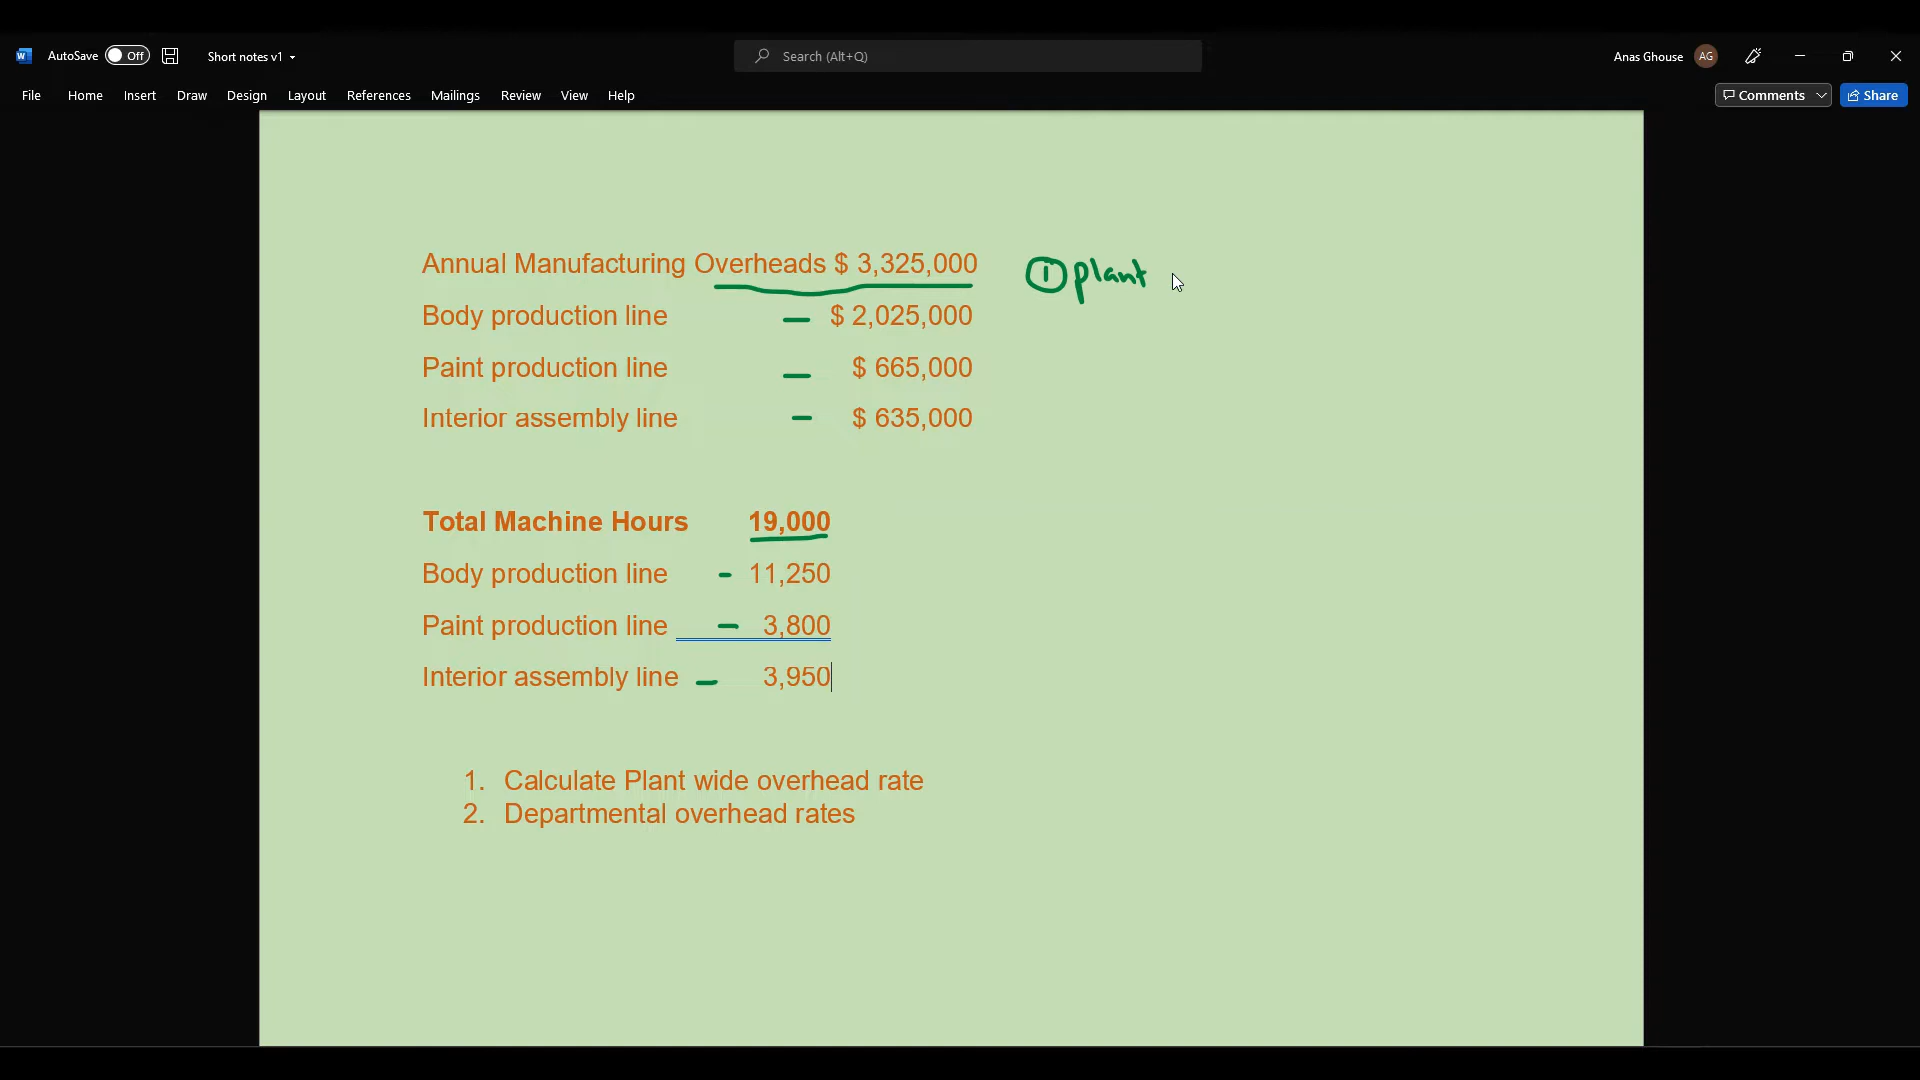 AutoSave Off Short notes v1 Search (Alt+Q) Anas Ghouse AG
File Home Insert Draw Design Layout References Mailings Review View Help Comments Share
Annual Manufacturing Overheads $ 3,325,000 ① plant
Body production line – $ 2,025,000
Paint production line – $ 665,000
Interior assembly line – $ 635,000
Total Machine Hours 19,000
Body production line - 11,250
Paint production line – 3,800
Interior assembly line – 3,950
1. Calculate Plant wide overhead rate
2. Departmental overhead rates